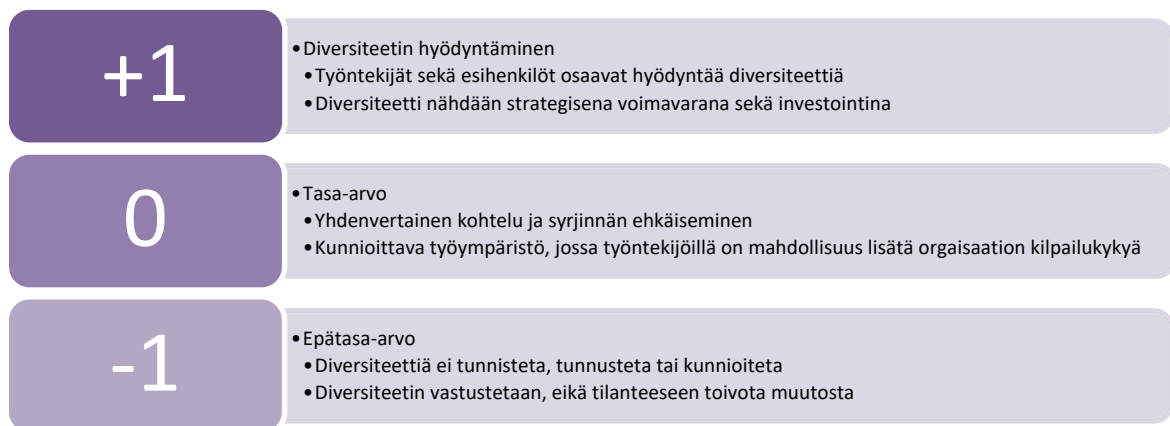 +1
•Diversiteetin hyödyntäminen
•Työntekijät sekä esihenkilöt osaavat hyödyntää diversiteettiä
•Diversiteetti nähdään strategisena voimavarana sekä investointina
0
•Tasa-arvo
•Yhdenvertainen kohtelu ja syrjinnän ehkäiseminen
•Kunnioittava työympäristö, jossa työntekijöillä on mahdollisuus lisätä orgaisaation kilpailukykyä
-1
•Epätasa-arvo
•Diversiteettiä ei tunnisteta, tunnusteta tai kunnioiteta
•Diversiteetin vastustetaan, eikä tilanteeseen toivota muutosta